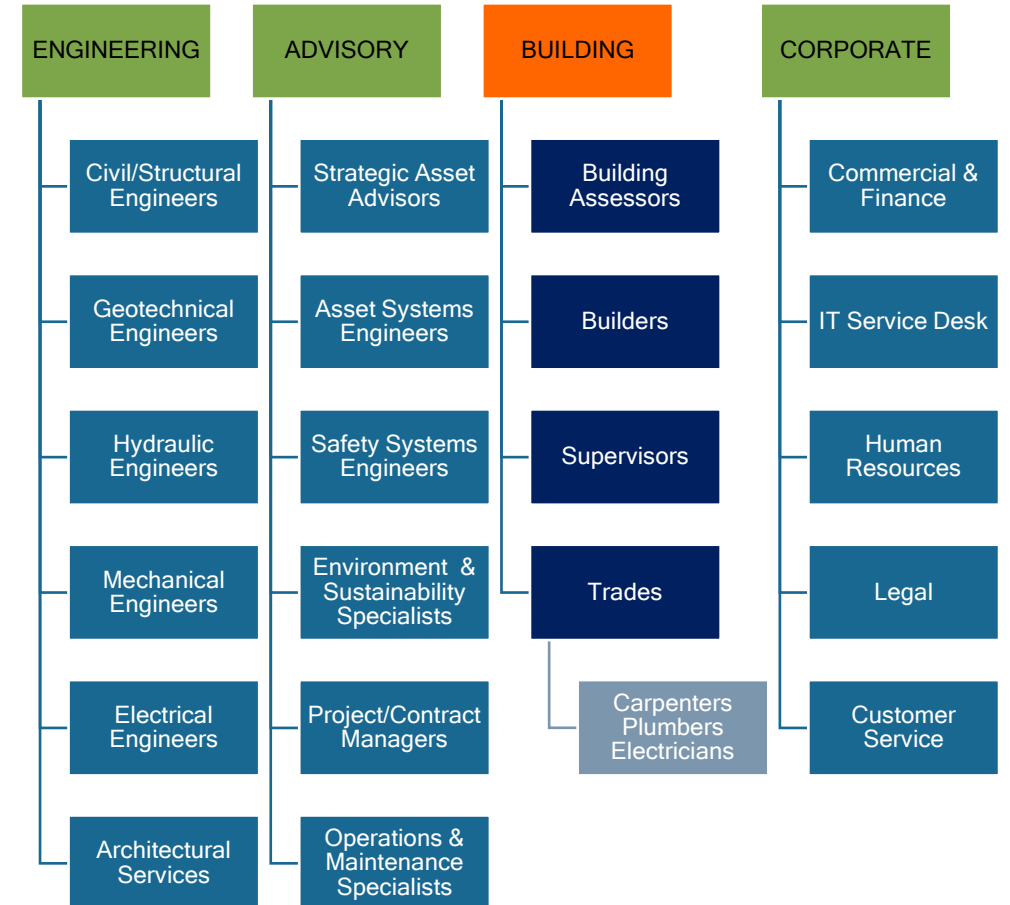 ENGINEERING
Civil/Structural
Engineers
Geotechnical
Engineers
Hydraulic
Engineers
Mechanical
Engineers
Electrical
Engineers
Architectural
Services
ADVISORY
Strategic Asset
Advisors
Asset Systems
Engineers
Safety Systems
Engineers
Environment &
Sustainability
Specialists
Project/Contract
Managers
Operations &
Maintenance
Specialists
BUILDING
Building
Assessors
Builders
Supervisors
Trades
Carpenters
Plumbers
Electricians
CORPORATE
Commercial &
Finance
IT Service Desk
Human
Resources
Legal
Customer
Service